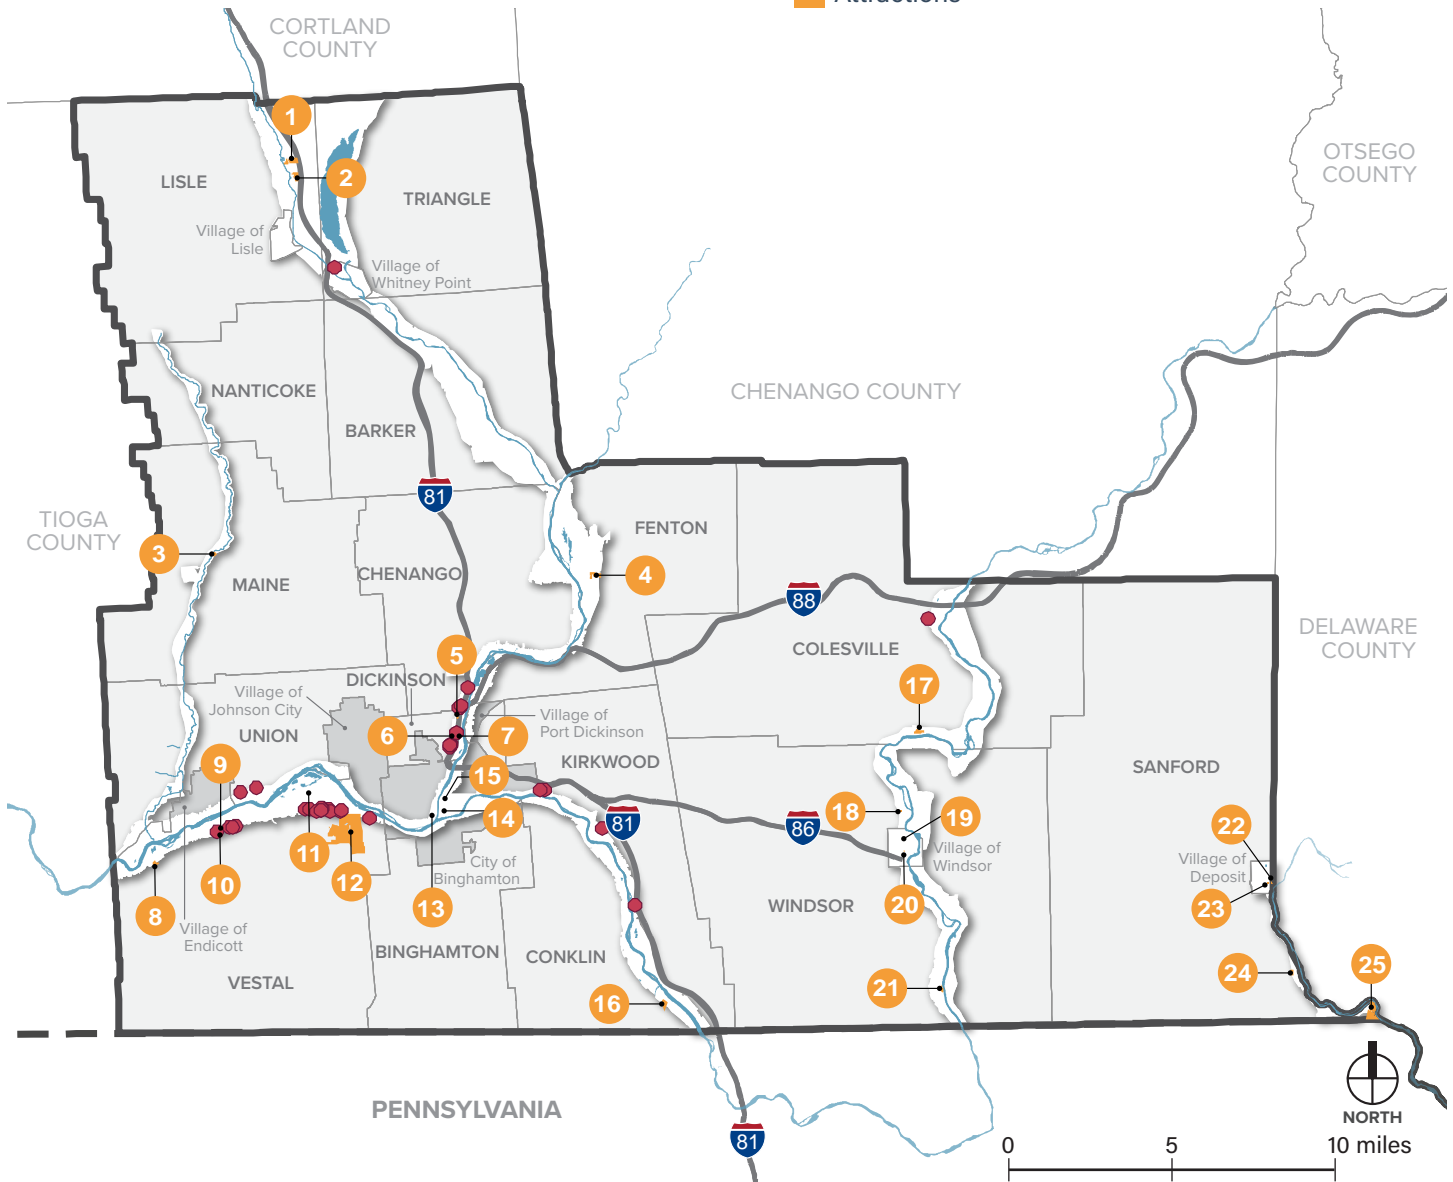 Attractions
CORTLAND
COUNTY
1
2
LISLE
TRIANGLE
OTSEGO
COUNTY
Village of
Lisle
Village of
Whitney Point
NANTICOKE
BARKER
CHENANGO COUNTY
81
TIOGA
COUNTY
3
MAINE
CHENANGO
FENTON
4
88
COLESVILLE
DELAWARE
COUNTY
5
DICKINSON
Village of
Johnson City
UNION
6
7
Village of
Port Dickinson
KIRKWOOD
17
SANFORD
9
15
14
18
19
81
86
Village of
Windsor
22
Village of
Deposit
11
12
City of
Binghamton
10
13
20
23
8
Village of
Endicott
WINDSOR
BINGHAMTON
CONKLIN
VESTAL
16
21
24
25
PENNSYLVANIA
NORTH
81
0
5
10 miles